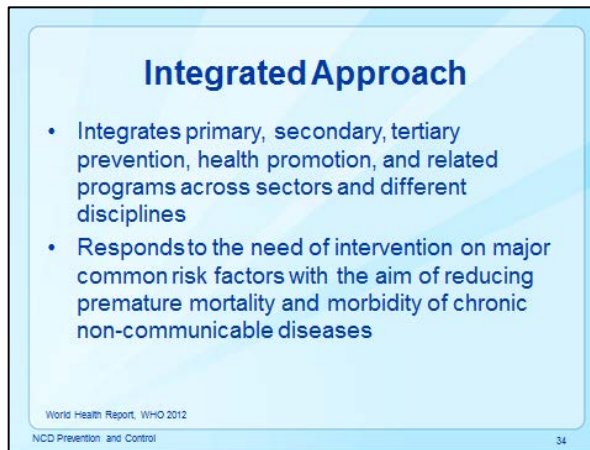 Integrated Approach
• Integrates primary, secondary, tertiary
prevention, health promotion, and related
programs across sectors and different
disciplines
• Responds to the need of intervention on major
common risk factors with the aim of reducing
premature mortality and morbidity of chronic
non-communicable diseases
World Health Report, WHO 2012
NCD Prevention and Control
34